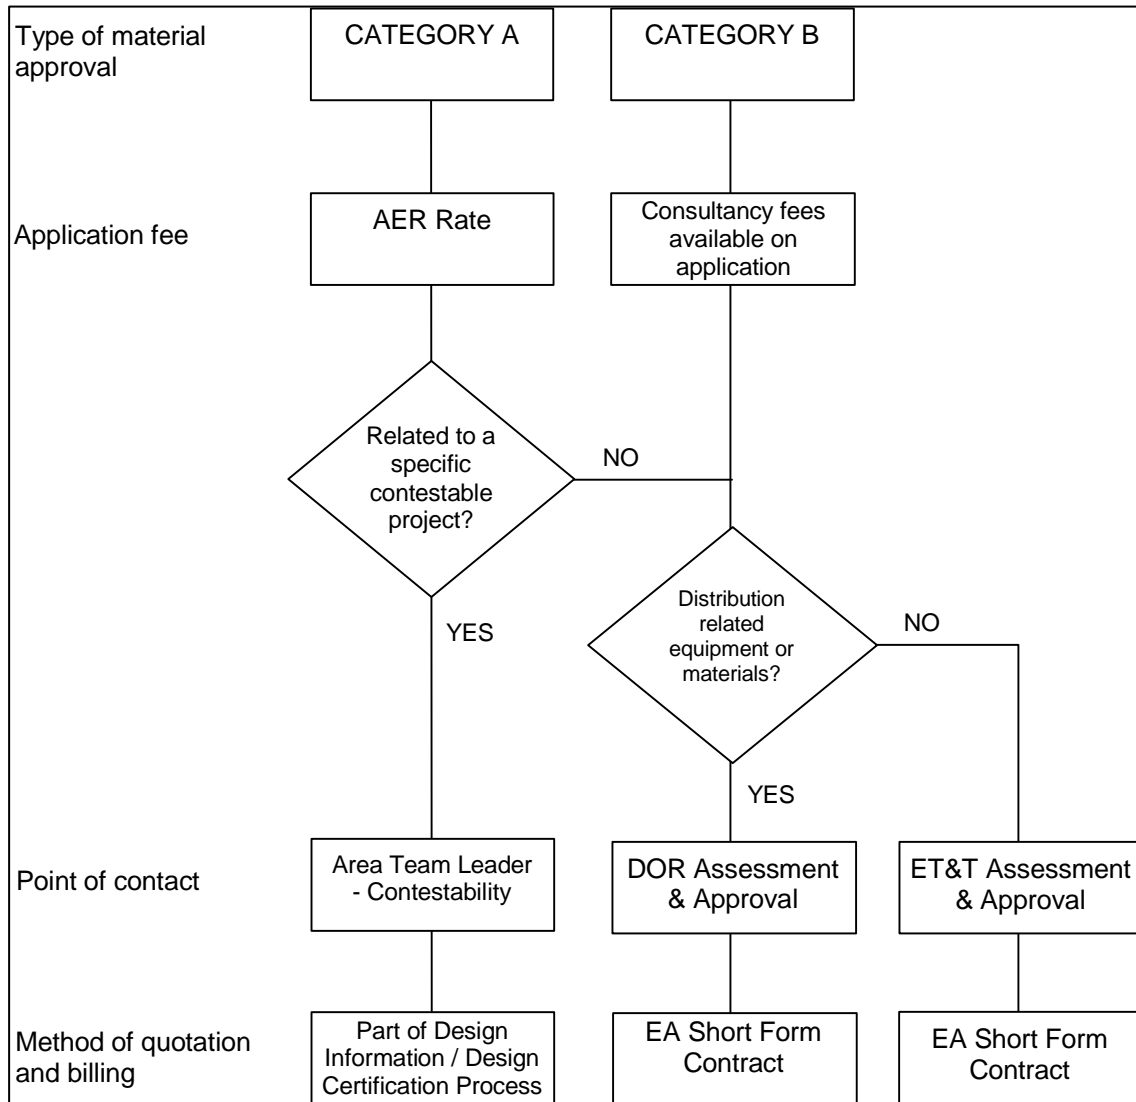 Type of material
approval
CATEGORY A
CATEGORY B
Application fee
AER Rate
Consultancy fees
available on
application
Related to a
specific
contestable
project?
NO
YES
Distribution
related
equipment or
materials?
NO
YES
Point of contact
Area Team Leader
- Contestability
DOR Assessment
& Approval
ET&T Assessment
& Approval
Method of quotation
and billing
Part of Design
Information / Design
Certification Process
EA Short Form
Contract
EA Short Form
Contract